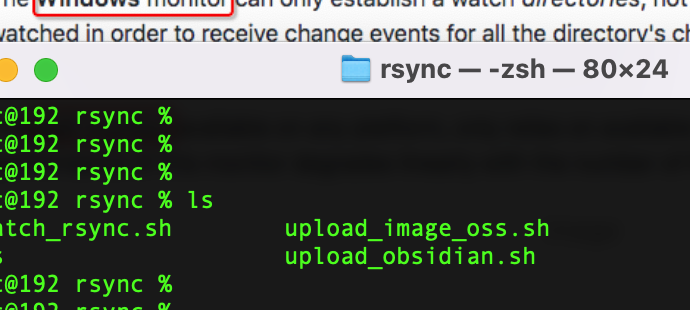 Windows monitor can only establish a watch directories, not
watched in order to receive change events for all the directory's ch
rsync — -zsh — 80×24
t@192 rsync %
t@192 rsync %
t@192 rsync %
t@192 rsync % ls
atch_rsync.sh upload_image_oss.sh
s upload_obsidian.sh
t@192 rsync %
t@192 rsync %